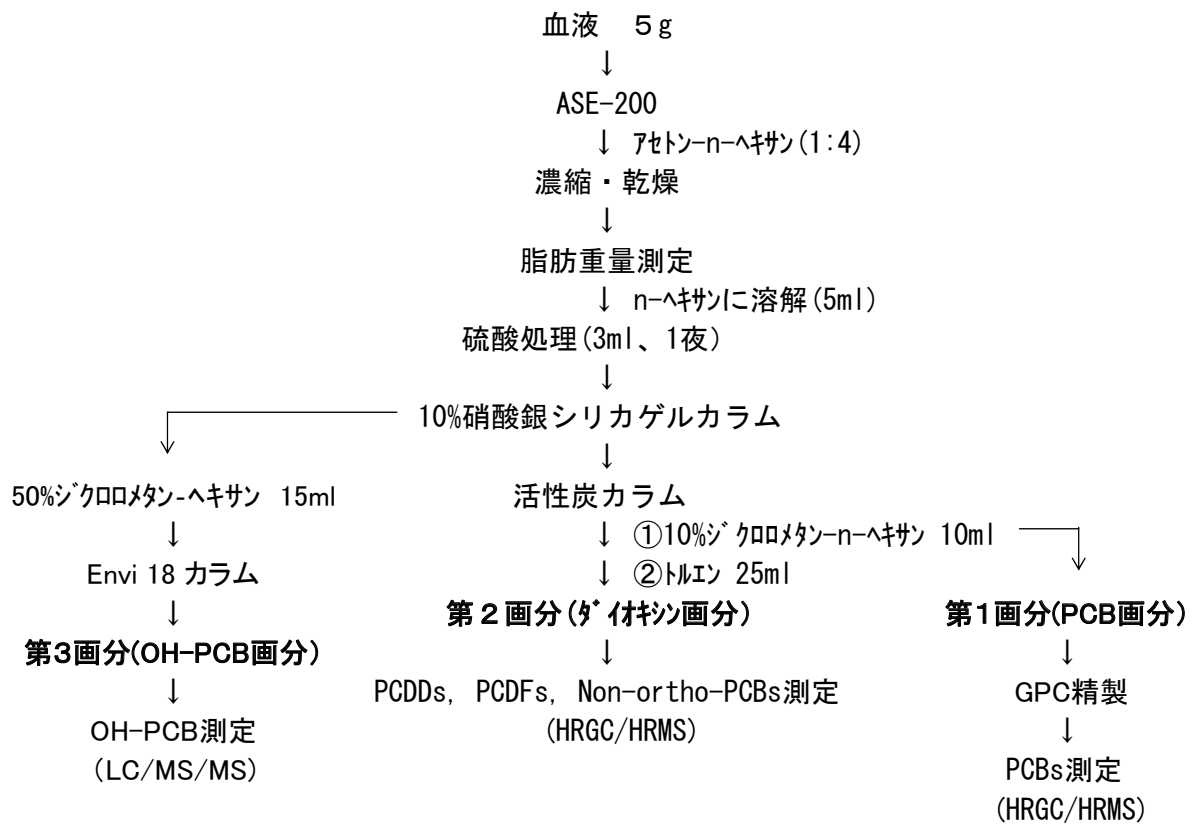 血液　５g
↓
ASE-200
↓ ｱｾﾄﾝ-n-ﾍｷｻﾝ(1:4)
濃縮・乾燥
↓
脂肪重量測定
↓ n-ﾍｷｻﾝに溶解(5ml)
硫酸処理(3ml、1夜)
↓
10%硝酸銀シリカゲルカラム
↓
50%ｼﾞｸﾛﾛﾒﾀﾝ-ﾍｷｻﾝ 15ml
↓
Envi 18 カラム
↓
第３画分(OH-PCB画分)
↓
OH-PCB測定
(LC/MS/MS)
活性炭カラム
↓ ①10%ｼﾞｸﾛﾛﾒﾀﾝ-n-ﾍｷｻﾝ 10ml
↓ ②ﾄﾙｴﾝ 25ml
第２画分(ﾀﾞｲｵｷｼﾝ画分)
↓
PCDDs, PCDFs, Non-ortho-PCBs測定
(HRGC/HRMS)
第１画分(PCB画分)
↓
GPC精製
↓
PCBs測定
(HRGC/HRMS)